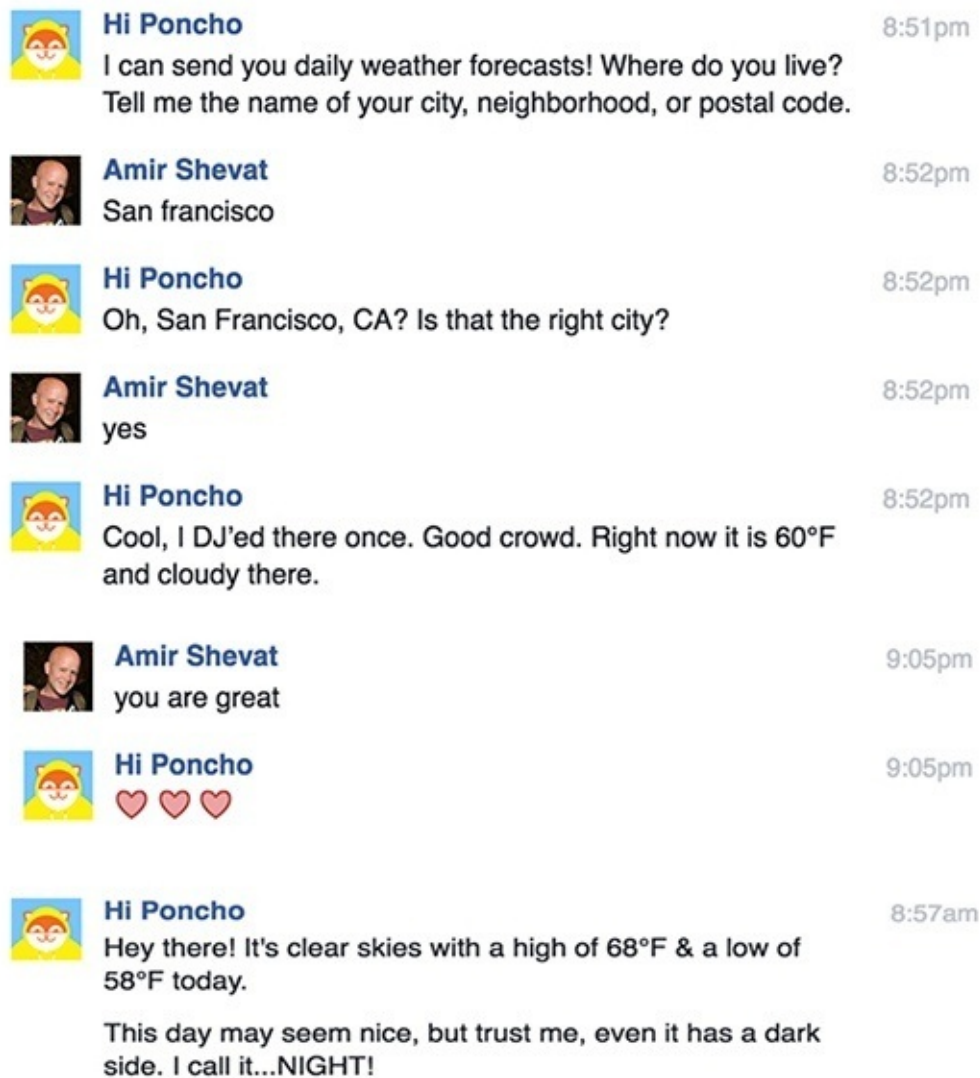 Hi Poncho
8:51pm
I can send you daily weather forecasts! Where do you live?
Tell me the name of your city, neighborhood, or postal code.
Amir Shevat
8:52pm
San francisco
Hi Poncho
8:52pm
Oh, San Francisco, CA? Is that the right city?
Amir Shevat
8:52pm
yes
Hi Poncho
8:52pm
Cool, I DJ’ed there once. Good crowd. Right now it is 60°F
and cloudy there.
Amir Shevat
9:05pm
you are great
Hi Poncho
9:05pm
Hi Poncho
8:57am
Hey there! It's clear skies with a high of 68°F & a low of
58°F today.
This day may seem nice, but trust me, even it has a dark
side. I call it...NIGHT!